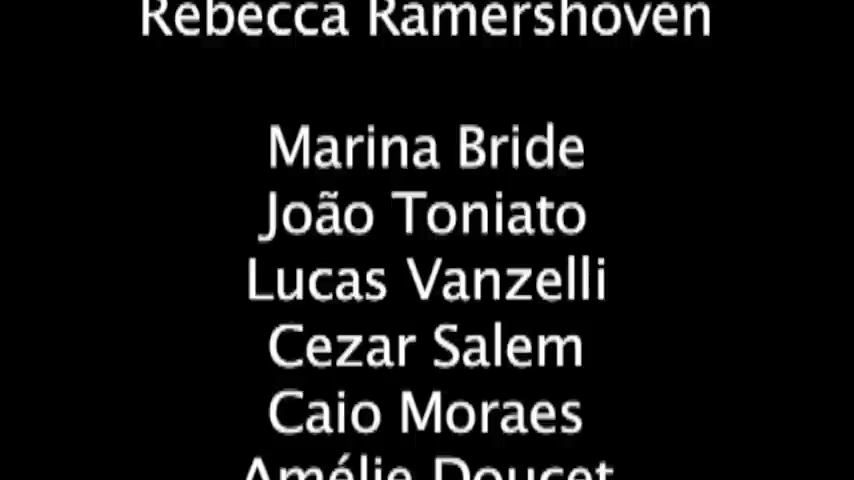 Rebecca Ramershoven
Marina Bride
João Toniato
Lucas Vanzelli
Cezar Salem
Caio Moraes
Amélie Doucet